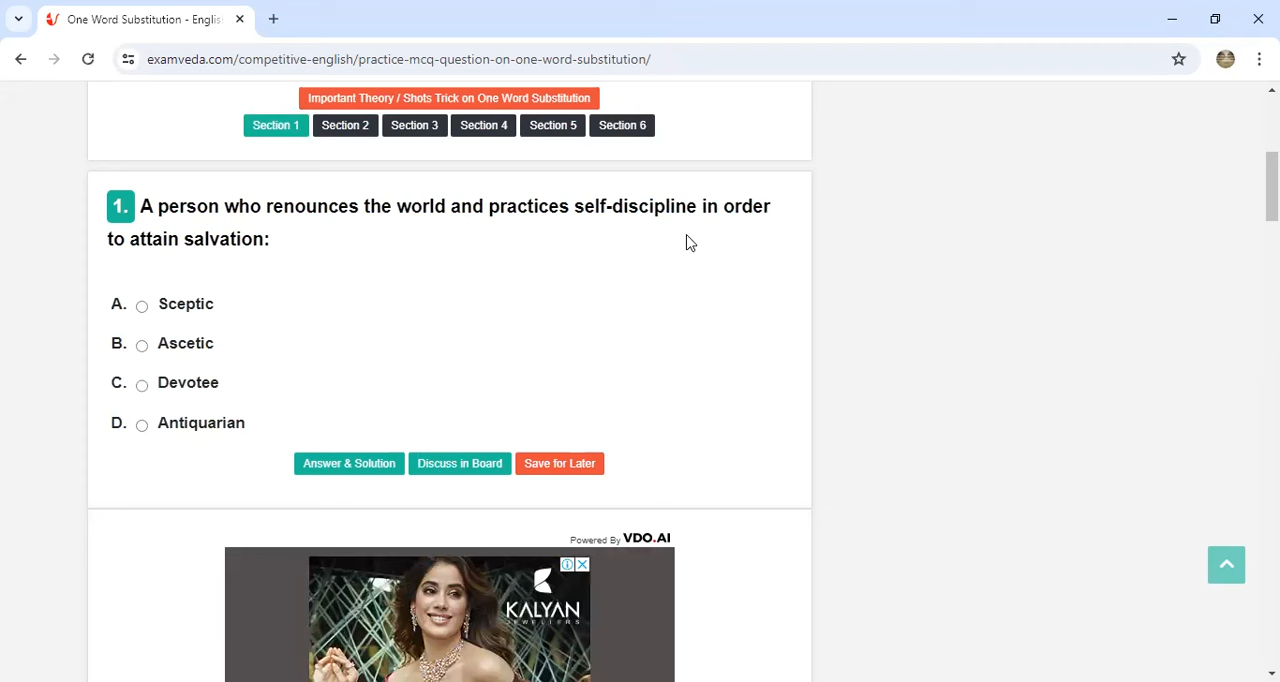 One Word Substitution - Englis
examveda.com/competitive-english/practice-mcq-question-on-one-word-substitution/
Important Theory / Shots Trick on One Word Substitution
Section 1 Section 2 Section 3 Section 4 Section 5 Section 6
1. A person who renounces the world and practices self-discipline in order
to attain salvation:
A. Sceptic
B. Ascetic
C. Devotee
D. Antiquarian
Answer & Solution Discuss in Board Save for Later
Powered By VDO.AI
KALYAN
JEWELLERS